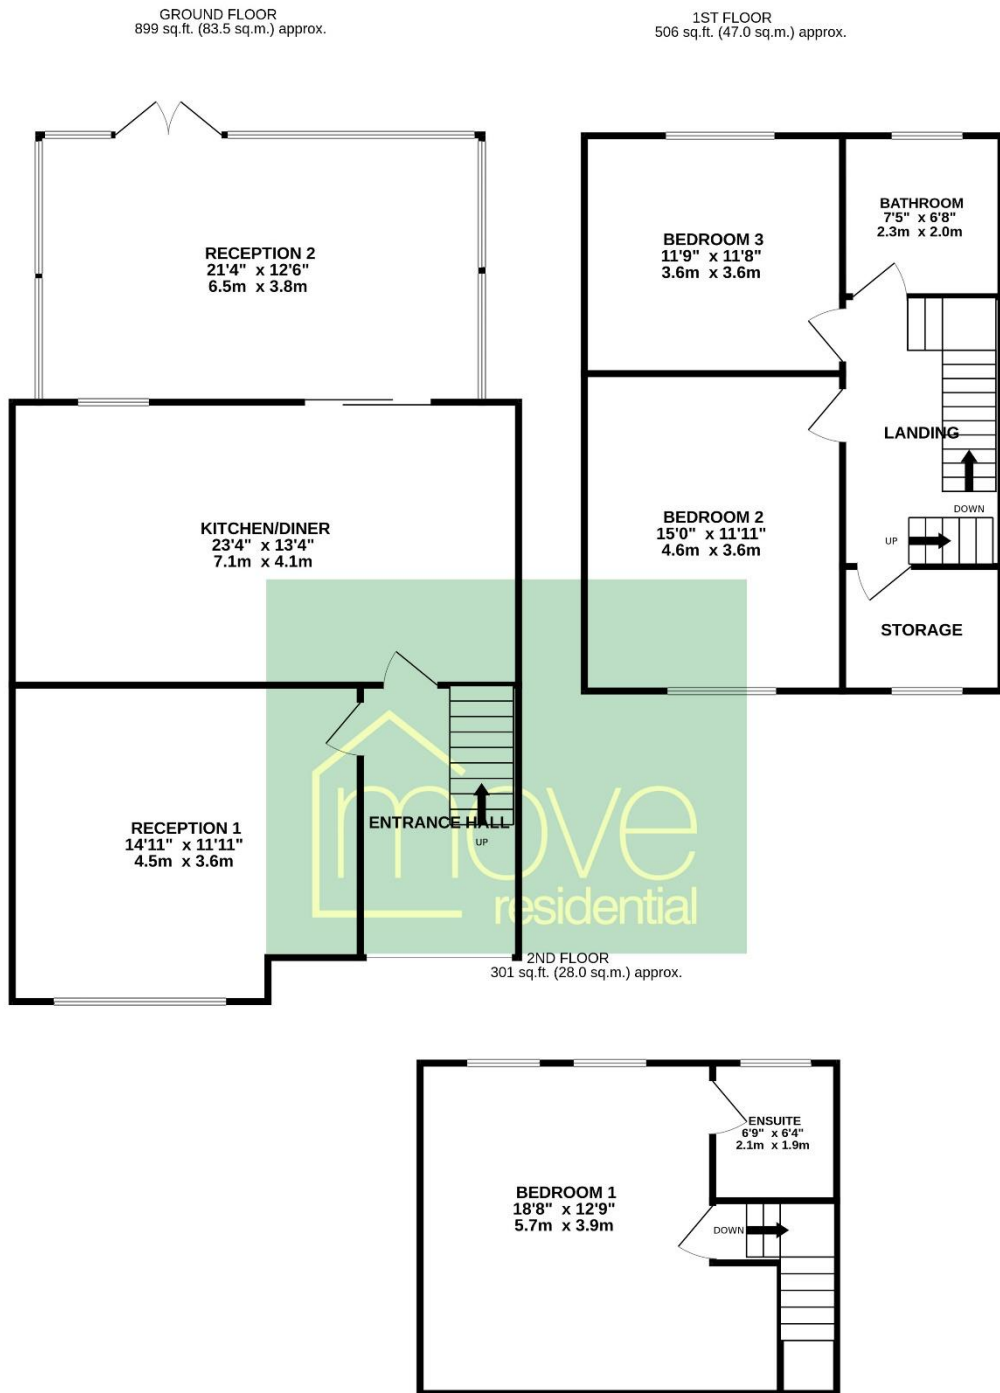 GROUND FLOOR
899 sq.ft. (83.5 sq.m.) approx.
RECEPTION 2
21'4" x 12'6"
6.5m x 3.8m
KITCHEN/DINER
23'4" x 13'4"
7.1m x 4.1m
RECEPTION 1
14'11" x 11'11"
4.5m x 3.6m
ENTRANCE HALL
UP
move
residential
1ST FLOOR
506 sq.ft. (47.0 sq.m.) approx.
BEDROOM 3
11'9" x 11'8"
3.6m x 3.6m
BATHROOM
7'5" x 6'8"
2.3m x 2.0m
LANDING
DOWN
UP
BEDROOM 2
15'0" x 11'11"
4.6m x 3.6m
STORAGE
2ND FLOOR
301 sq.ft. (28.0 sq.m.) approx.
ENSUITE
6'9" x 6'4"
2.1m x 1.9m
BEDROOM 1
18'8" x 12'9"
5.7m x 3.9m
DOWN